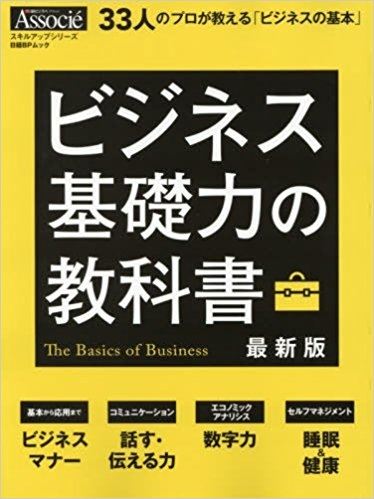 Associé
スキルアップシリーズ
日経BPムック
33人のプロが教える「ビジネスの基本」
ビジネス
基礎力の
教科書
The Basics of Business
最新版
基本から応用まで
ビジネス
マナー
コミュニケーション
話す・
伝える力
エコノミック
アナリシス
数字力
セルフマネジメント
睡眠
&
健康